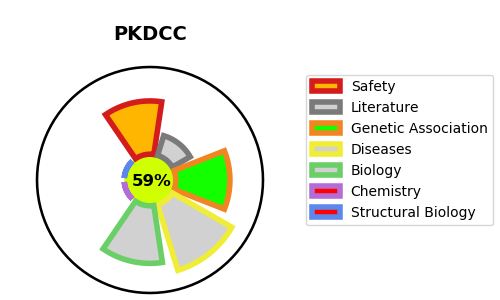 PKDCC
59%
Safety
Literature
Genetic Association
Diseases
Biology
Chemistry
Structural Biology